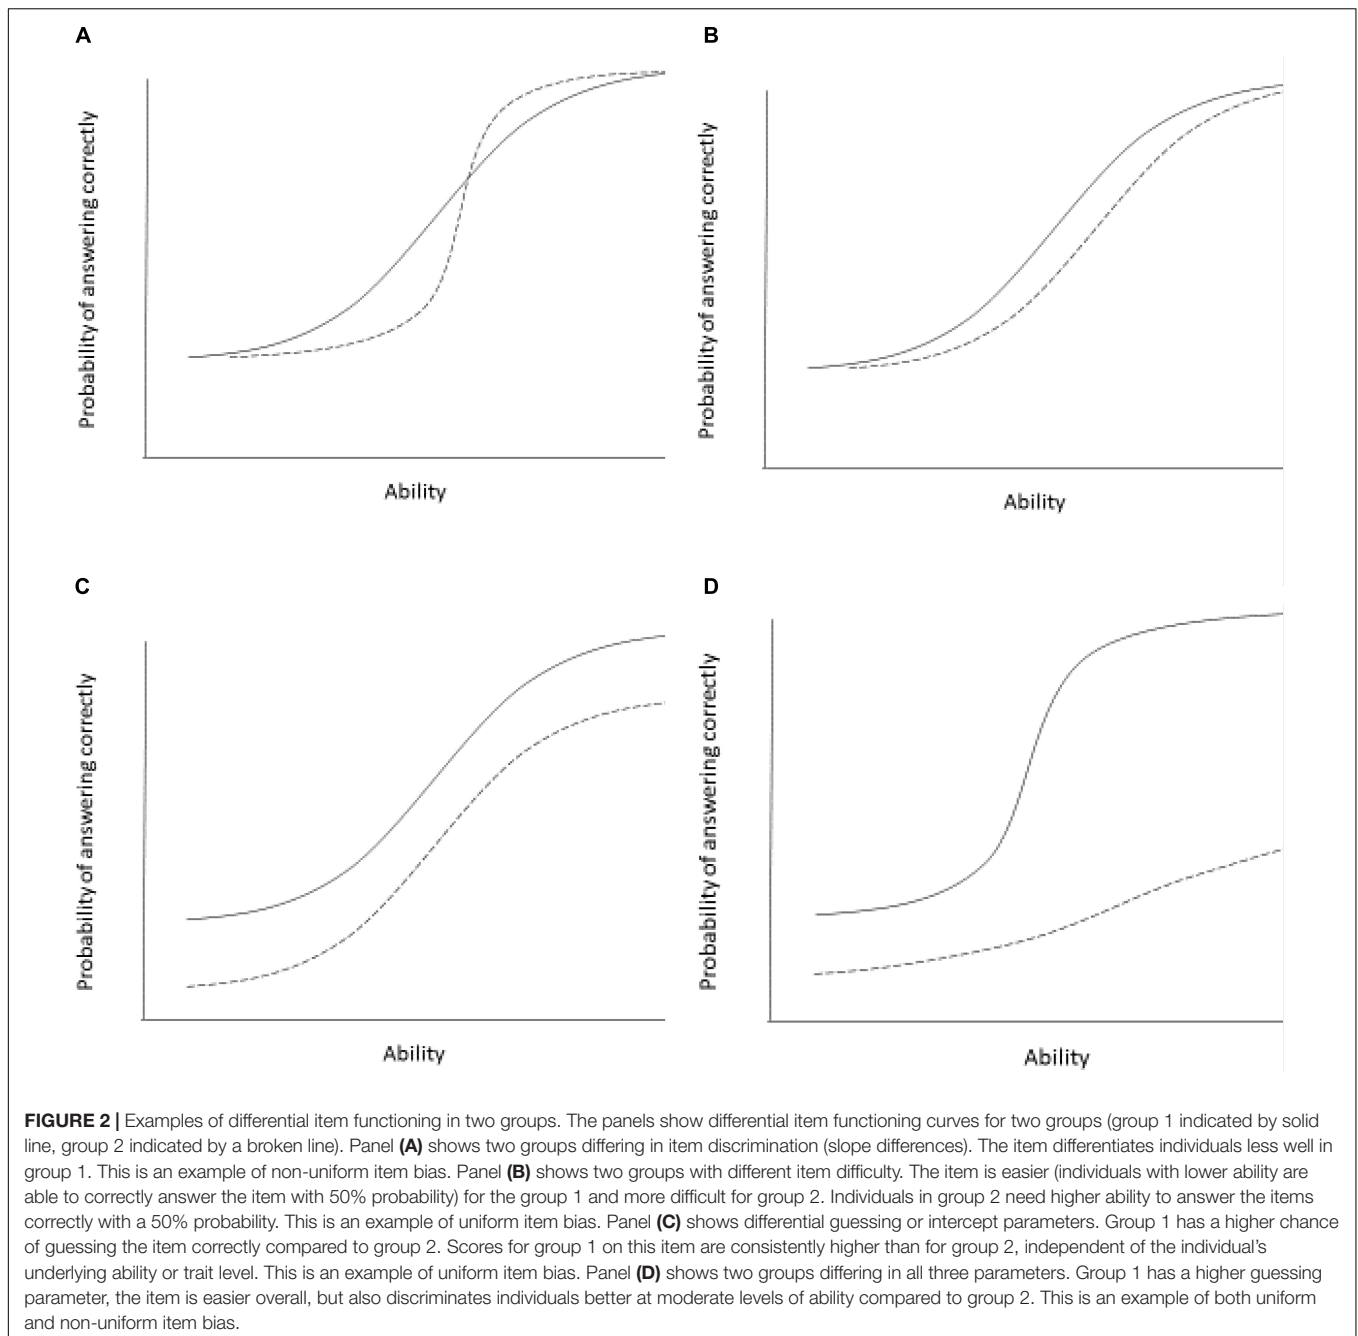 A
B
Probability of answering correctly
Probability of answering correctly
Ability
Ability
C
D
Probability of answering correctly
Probability of answering correctly
Ability
Ability
FIGURE 2 | Examples of differential item functioning in two groups. The panels show differential item functioning curves for two groups (group 1 indicated by solid
line, group 2 indicated by a broken line). Panel (A) shows two groups differing in item discrimination (slope differences). The item differentiates individuals less well in
group 1. This is an example of non-uniform item bias. Panel (B) shows two groups with different item difficulty. The item is easier (individuals with lower ability are
able to correctly answer the item with 50% probability) for the group 1 and more difficult for group 2. Individuals in group 2 need higher ability to answer the items
correctly with a 50% probability. This is an example of uniform item bias. Panel (C) shows differential guessing or intercept parameters. Group 1 has a higher chance
of guessing the item correctly compared to group 2. Scores for group 1 on this item are consistently higher than for group 2, independent of the individual’s
underlying ability or trait level. This is an example of uniform item bias. Panel (D) shows two groups differing in all three parameters. Group 1 has a higher guessing
parameter, the item is easier overall, but also discriminates individuals better at moderate levels of ability compared to group 2. This is an example of both uniform
and non-uniform item bias.